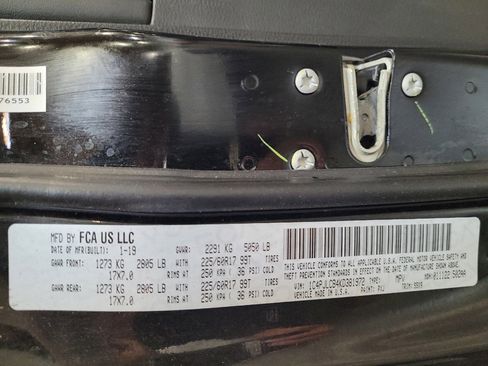 76553
MFD BY FCA US LLC
DATE OF MFR(BUILT): 1-19 GVWR: 2291 KG 5050 LB
GAWR FRONT: 1273 KG 2805 LB WITH 225/60R17 99T TIRES
17X7.0 RIMS AT 250 KPA ( 36 PSI) COLD
GAWR REAR: 1273 KG 2805 LB WITH 225/60R17 99T TIRES
17X7.0 RIMS AT 250 KPA ( 36 PSI) COLD
THIS VEHICLE CONFORMS TO ALL APPLICABLE U.S.A. FEDERAL MOTOR VEHICLE SAFETY AND
THEFT PREVENTION STANDARDS IN EFFECT ON THE DATE OF MANUFACTURE SHOWN ABOVE.
VEHICLE MADE IN U.S.A.
PAINT: PXJ
MPV